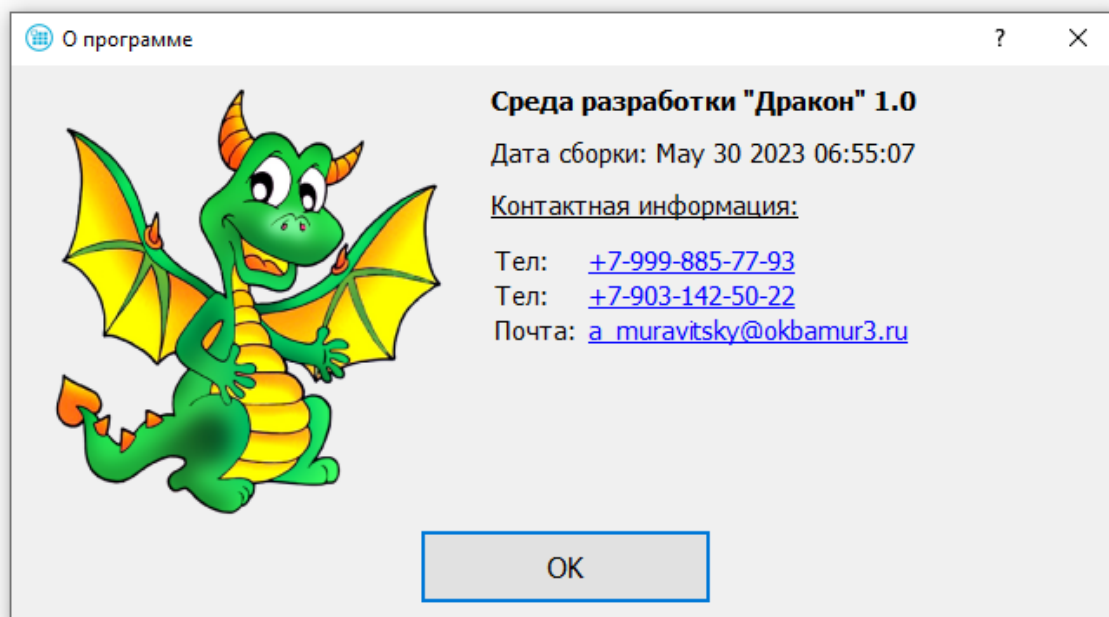 О программе
?
Среда разработки "Дракон" 1.0
Дата сборки: May 30 2023 06:55:07
Контактная информация:
Тел: +7-999-885-77-93
Тел: +7-903-142-50-22
Почта: a_muravitsky@okbamur3.ru
OK